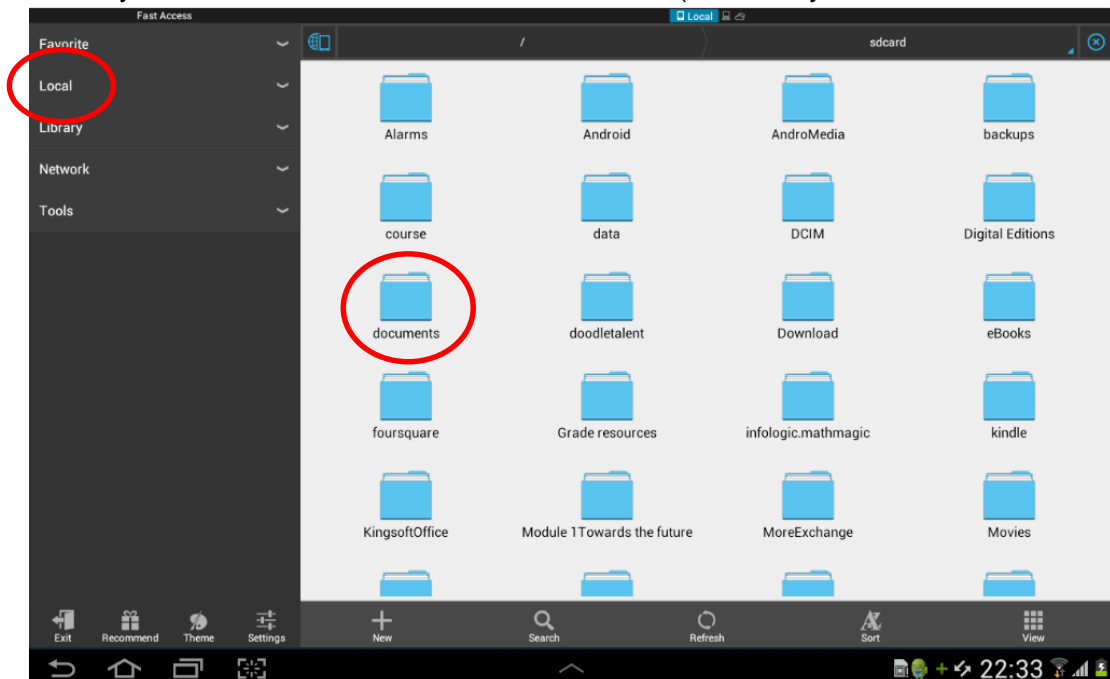 Fast Access
Local
Favorite
/
sdcard
Local
Library
Network
Tools
Alarms
Android
AndroMedia
backups
course
data
DCIM
Digital Editions
documents
doodletalent
Download
eBooks
foursquare
Grade resources
infologic.mathmagic
kindle
KingsoftOffice
Module 1Towards the future
MoreExchange
Movies
Exit
Recommend
Theme
Settings
New
Search
Refresh
Sort
View
22:33